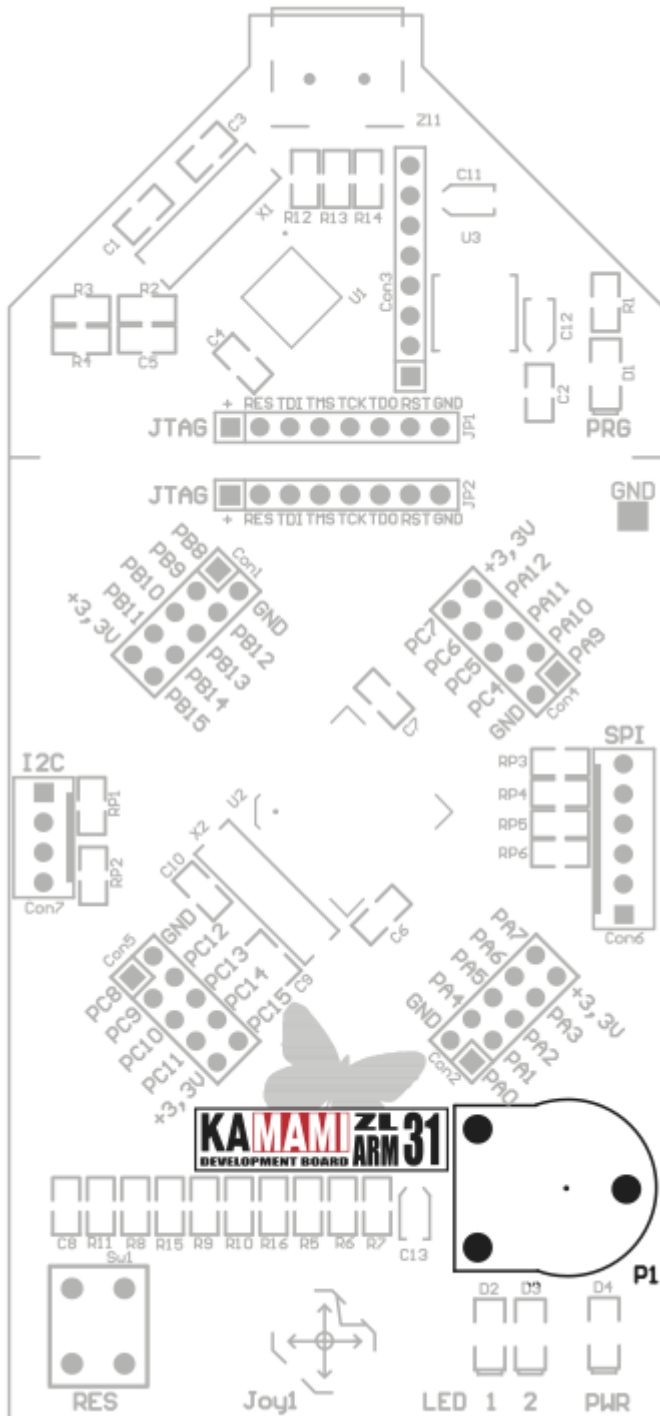 Z11
C3
C11
C1
X1
R12 R13 R14
U3
R3 R2
U1
Con3
R1
R4 C5
C4
C12
C2
D1
+ RES TDI TMS TCK TDO RST GND
JTAG
JP1
PRG
JTAG
JP2
GND
+ RES TDI TMS TCK TDO RST GND
PB8
PB9
PB10
PB11
+3,3V
Con1
GND
PB12
PB13
PB14
PB15
+3,3V
PA12
PA11
PA10
PA9
PC7
PC6
PC5
PC4
GND
Con4
I2C
SPI
RP3
RP4
RP5
RP6
RP1
RP2
U2
X2
C10
Con7
C6
Con6
Con5
GND
PC12
PC13
PC14
PC15
C9
PC8
PC9
PC10
PC11
+3,3V
PA7
PA6
PA5
PA4
GND
+3,3V
PA3
PA2
PA1
PA0
Con2
KAMAMI ZL ARM 31
DEVELOPMENT BOARD
C8 R11 R8 R15 R9 R10 R16 R5 R6 R7 C13
Sw1
P1
D2 D3 D4
RES Joy1 LED 1 2 PWR